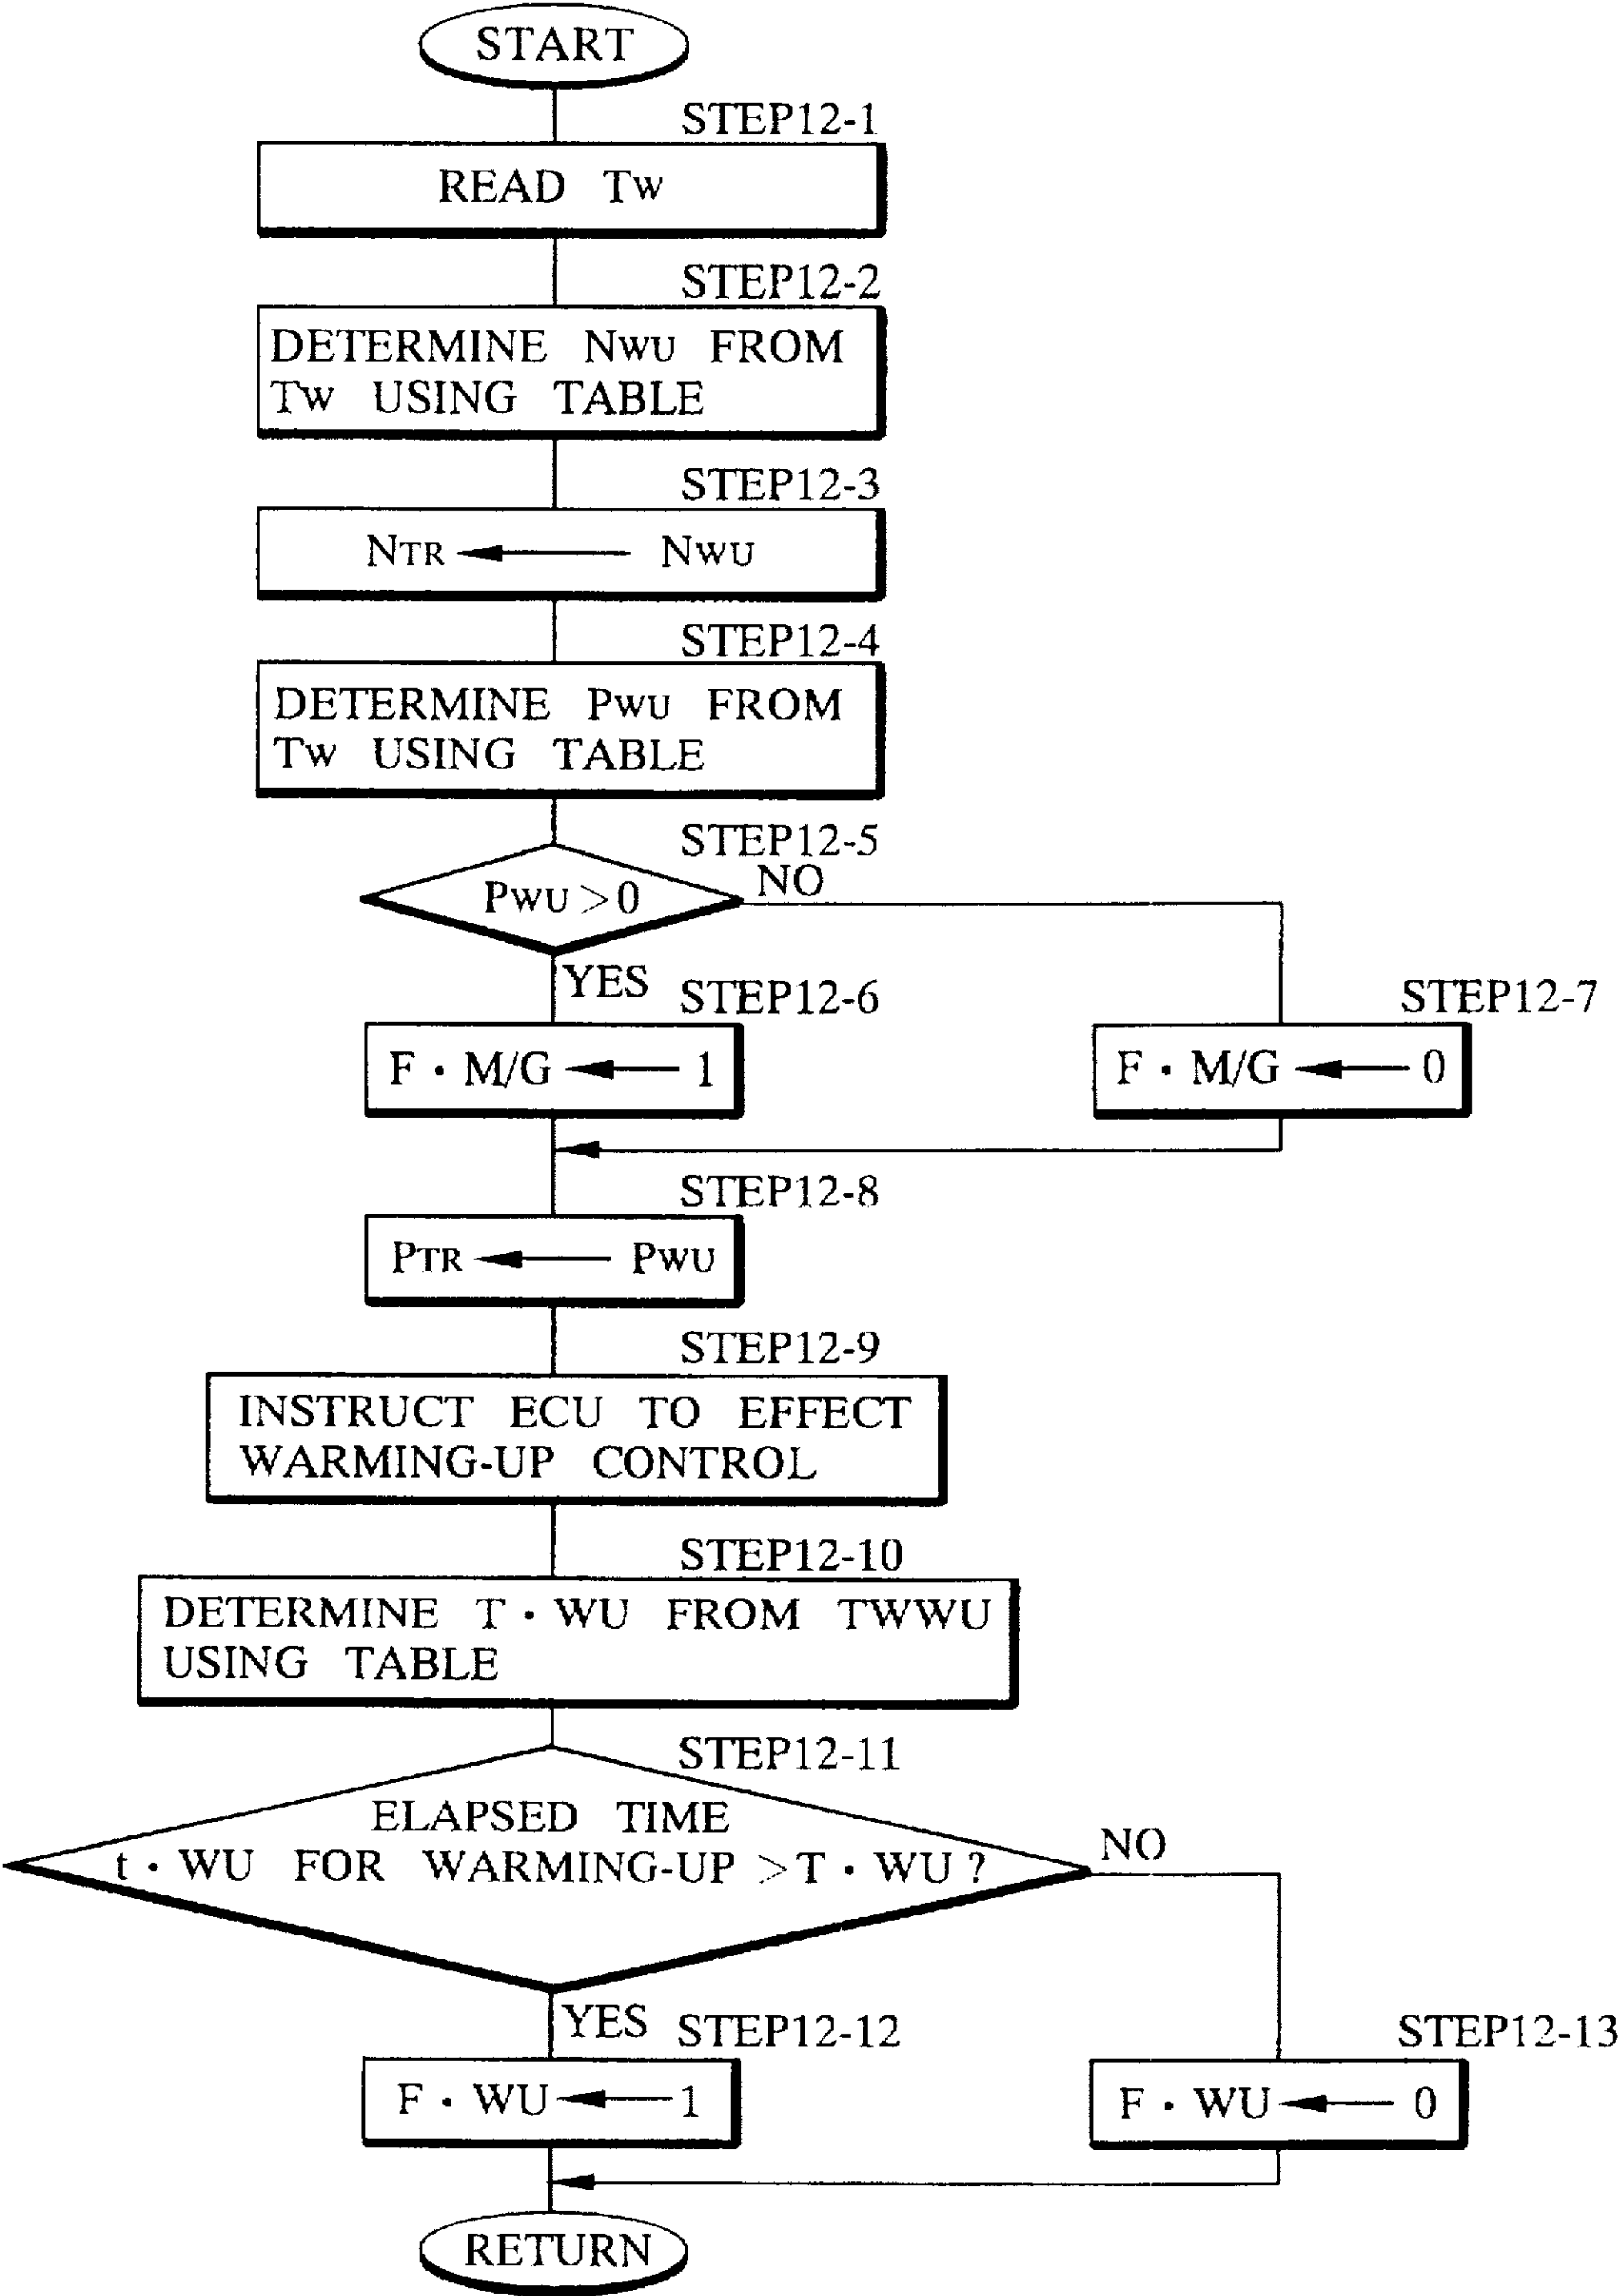 START
STEP12-1
READ Tw
STEP12-2
DETERMINE NWU FROM
Tw USING TABLE
STEP12-3
NTR ← NWU
STEP12-4
DETERMINE PWU FROM
Tw USING TABLE
STEP12-5
PWU > 0
NO
YES
STEP12-6
STEP12-7
F · M/G ← 1
F · M/G ← 0
STEP12-8
PTR ← PWU
STEP12-9
INSTRUCT ECU TO EFFECT
WARMING-UP CONTROL
STEP12-10
DETERMINE T · WU FROM TWWU
USING TABLE
STEP12-11
ELAPSED TIME
t · WU FOR WARMING-UP > T · WU ?
NO
YES
STEP12-12
STEP12-13
F · WU ← 1
F · WU ← 0
RETURN